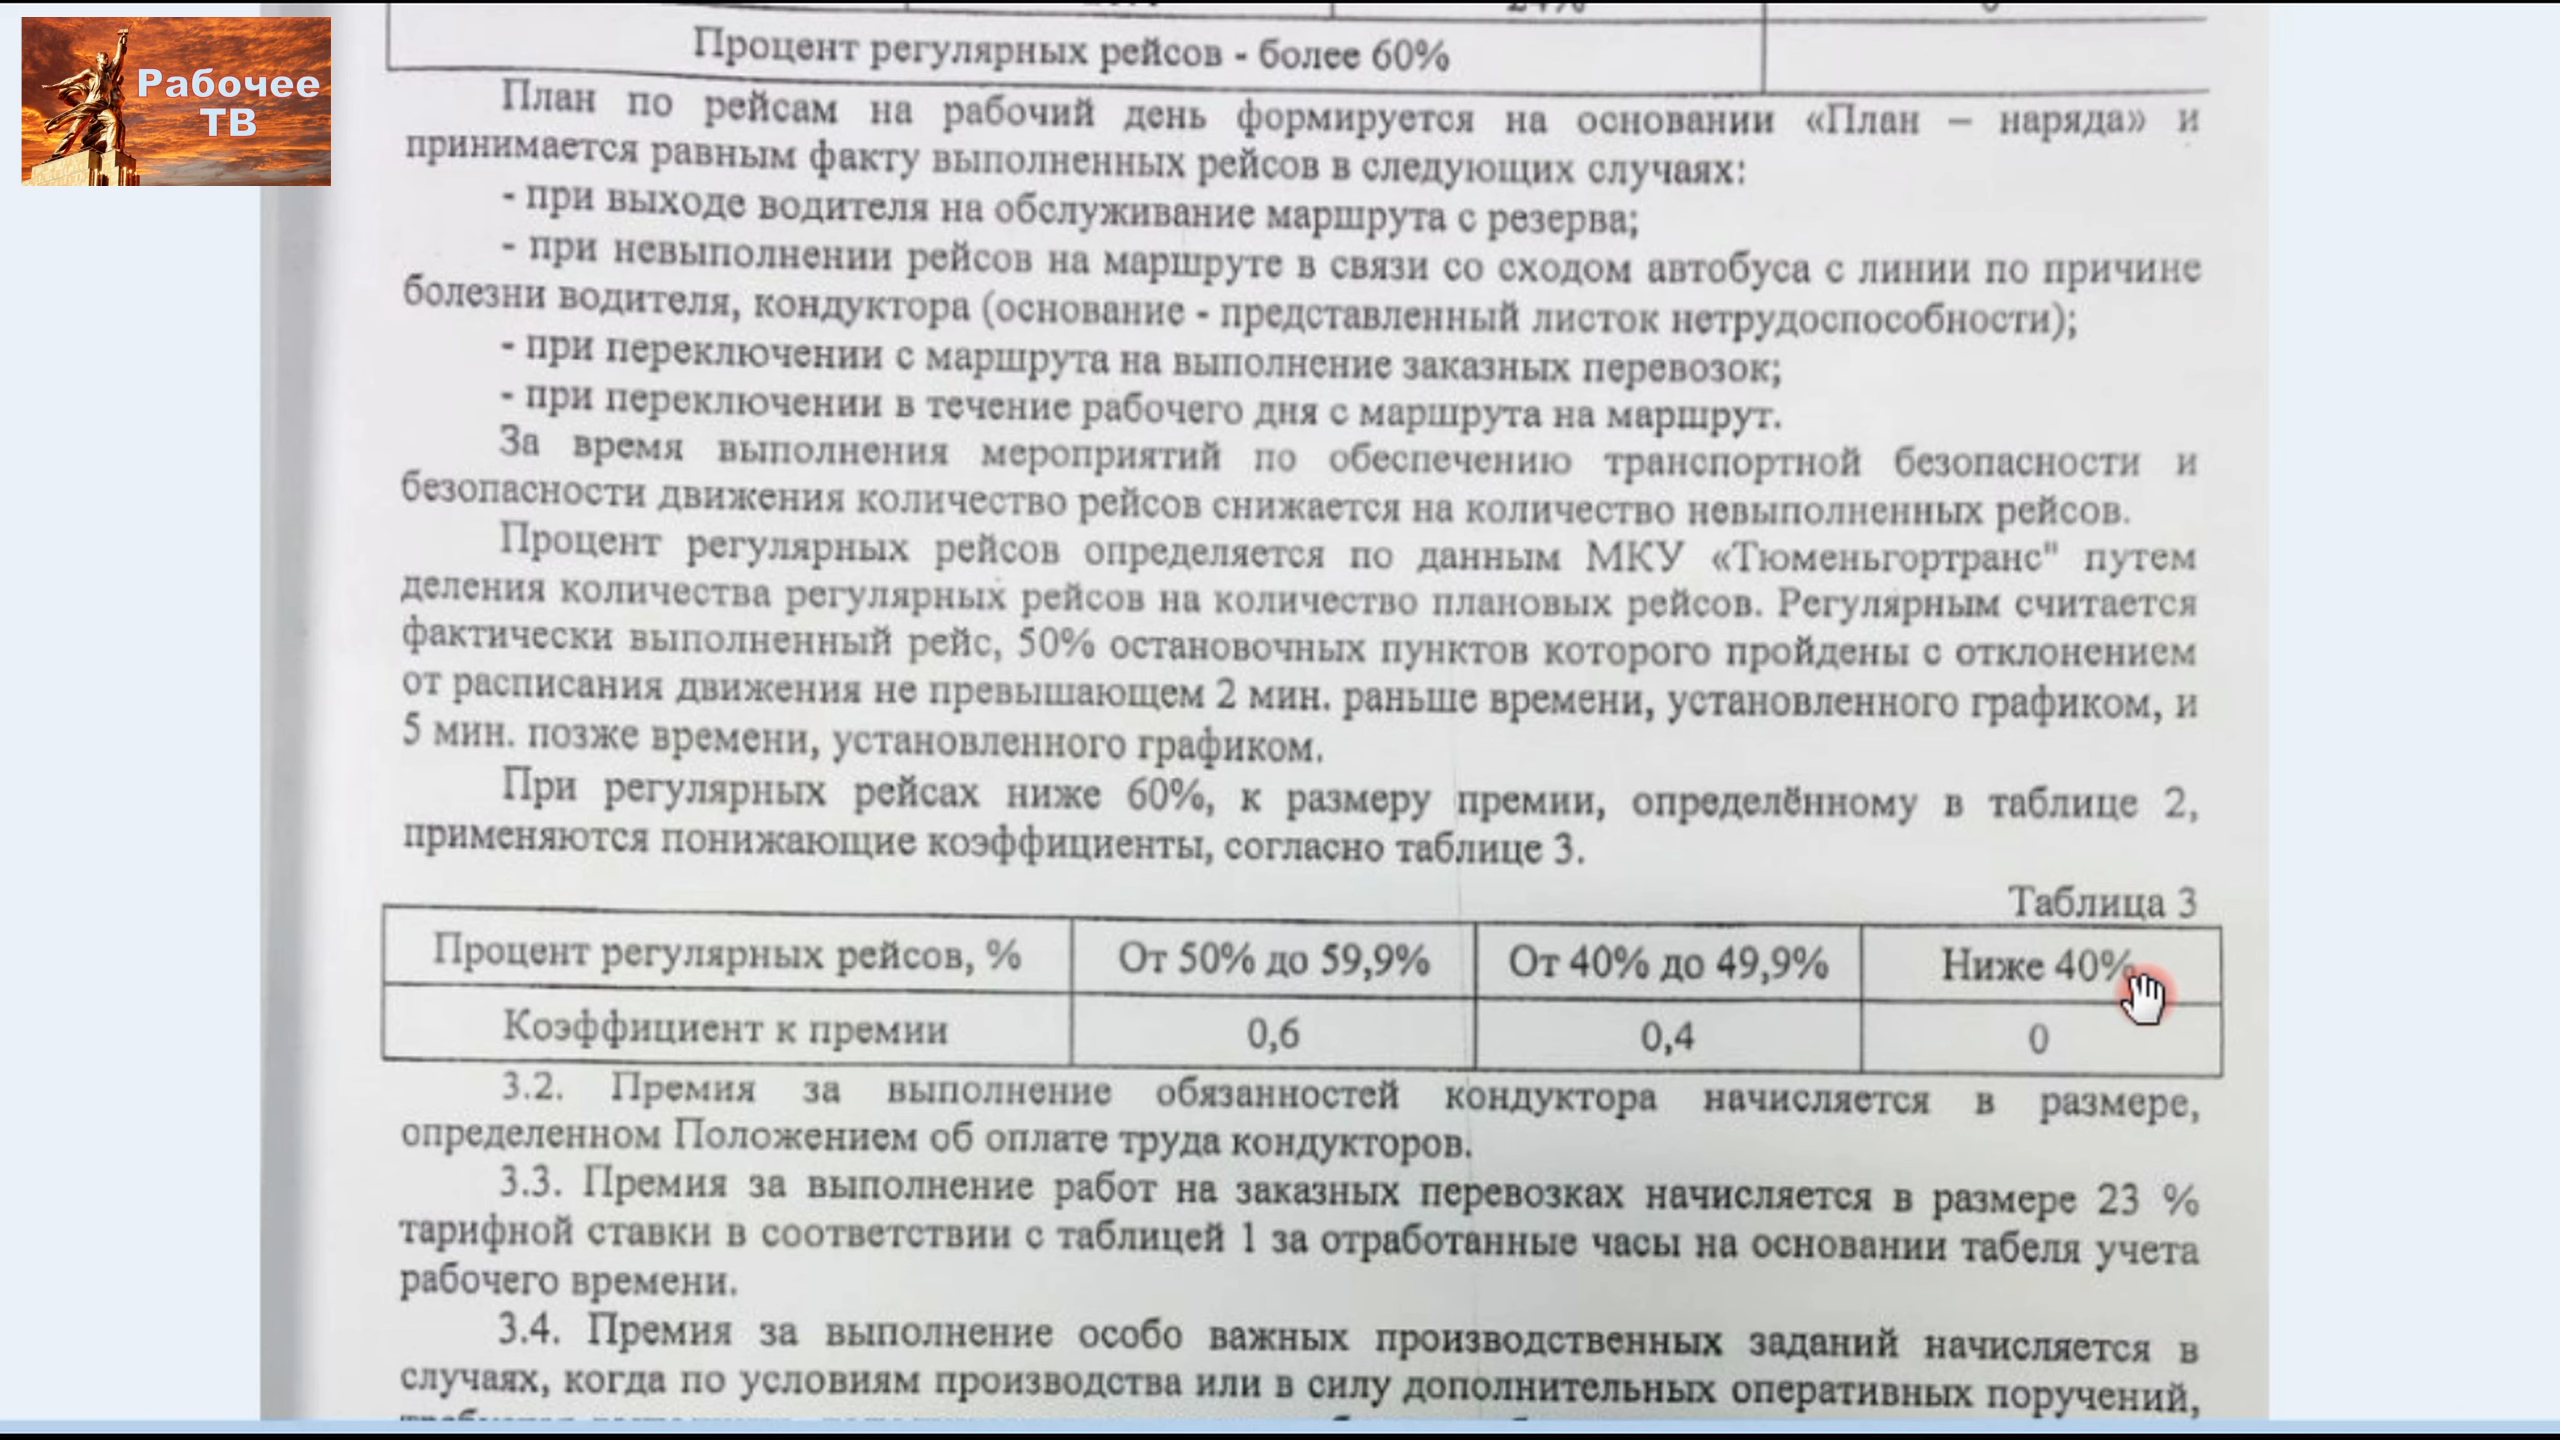 Рабочее
ТВ
24%
Процент регулярных рейсов - более 60%
План по рейсам на рабочий день формируется на основании «План – наряда» и
принимается равным факту выполненных рейсов в следующих случаях:
- при выходе водителя на обслуживание маршрута с резерва;
- при невыполнении рейсов на маршруте в связи со сходом автобуса с линии по причине
болезни водителя, кондуктора (основание - представленный листок нетрудоспособности);
- при переключении с маршрута на выполнение заказных перевозок;
- при переключении в течение рабочего дня с маршрута на маршрут.
За время выполнения мероприятий по обеспечению транспортной безопасности и
безопасности движения количество рейсов снижается на количество невыполненных рейсов.
Процент регулярных рейсов определяется по данным МКУ «Тюменьгортранс" путем
деления количества регулярных рейсов на количество плановых рейсов. Регулярным считается
фактически выполненный рейс, 50% остановочных пунктов которого пройдены с отклонением
от расписания движения не превышающем 2 мин. раньше времени, установленного графиком, и
5 мин. позже времени, установленного графиком.
При регулярных рейсах ниже 60%, к размеру премии, определённому в таблице 2,
применяются понижающие коэффициенты, согласно таблице 3.
Таблица 3
Процент регулярных рейсов, % От 50% до 59,9% От 40% до 49,9% Ниже 40%
Коэффициент к премии 0,6 0,4 0
3.2. Премия за выполнение обязанностей кондуктора начисляется в размере,
определенном Положением об оплате труда кондукторов.
3.3. Премия за выполнение работ на заказных перевозках начисляется в размере 23 %
тарифной ставки в соответствии с таблицей 1 за отработанные часы на основании табеля учета
рабочего времени.
3.4. Премия за выполнение особо важных производственных заданий начисляется в
случаях, когда по условиям производства или в силу дополнительных оперативных поручений,